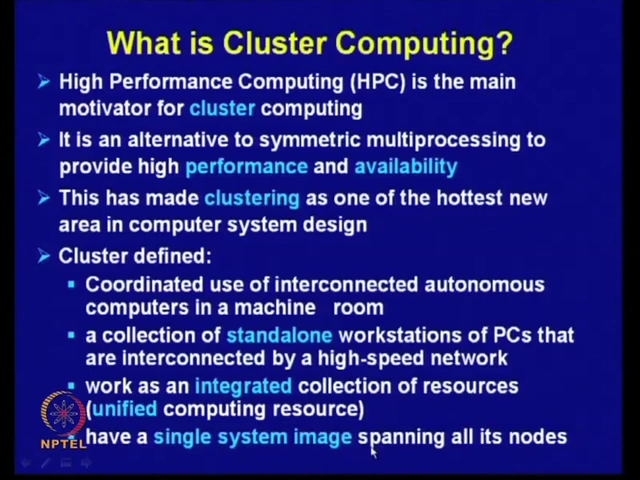 What is Cluster Computing?
High Performance Computing (HPC) is the main
motivator for cluster computing
It is an alternative to symmetric multiprocessing to
provide high performance and availability
This has made clustering as one of the hottest new
area in computer system design
Cluster defined:
Coordinated use of interconnected autonomous
computers in a machine room
a collection of standalone workstations of PCs that
are interconnected by a high-speed network
work as an integrated collection of resources
(unified computing resource)
have a single system image spanning all its nodes
NPTEL